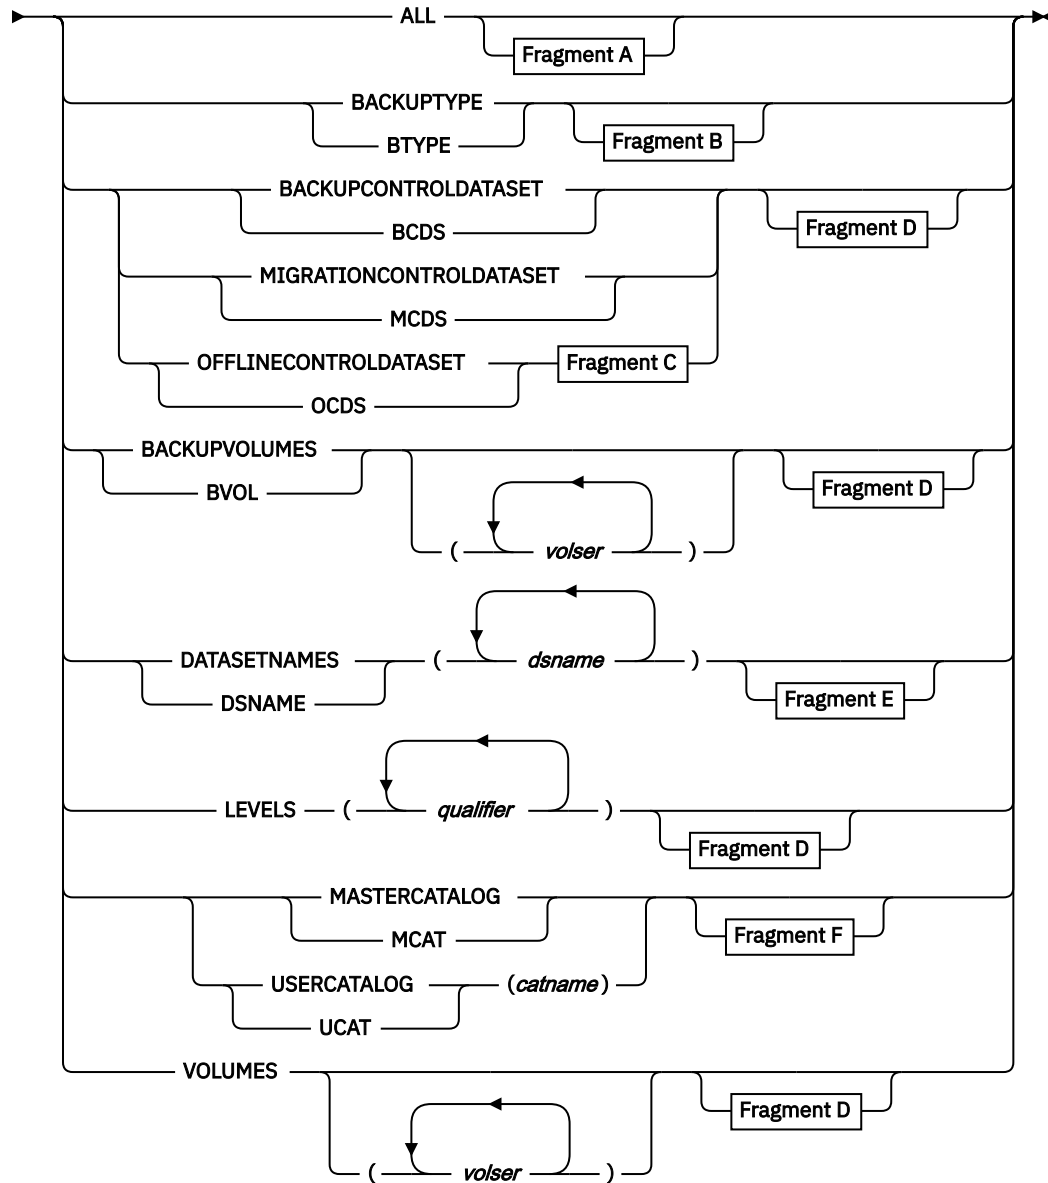 ALL
Fragment A
BACKUPTYPE
BTYPE
Fragment B
BACKUPCONTROLDATASET
BCDS
Fragment D
MIGRATIONCONTROLDATASET
MCDS
OFFLINECONTROLDATASET
Fragment C
OCDS
BACKUPVOLUMES
BVOL
Fragment D
( volser )
DATASETNAMES ( dsname )
DSNAME
Fragment E
LEVELS ( qualifier )
Fragment D
MASTERCATALOG
MCAT
Fragment F
USERCATALOG (catname)
UCAT
VOLUMES
Fragment D
( volser )